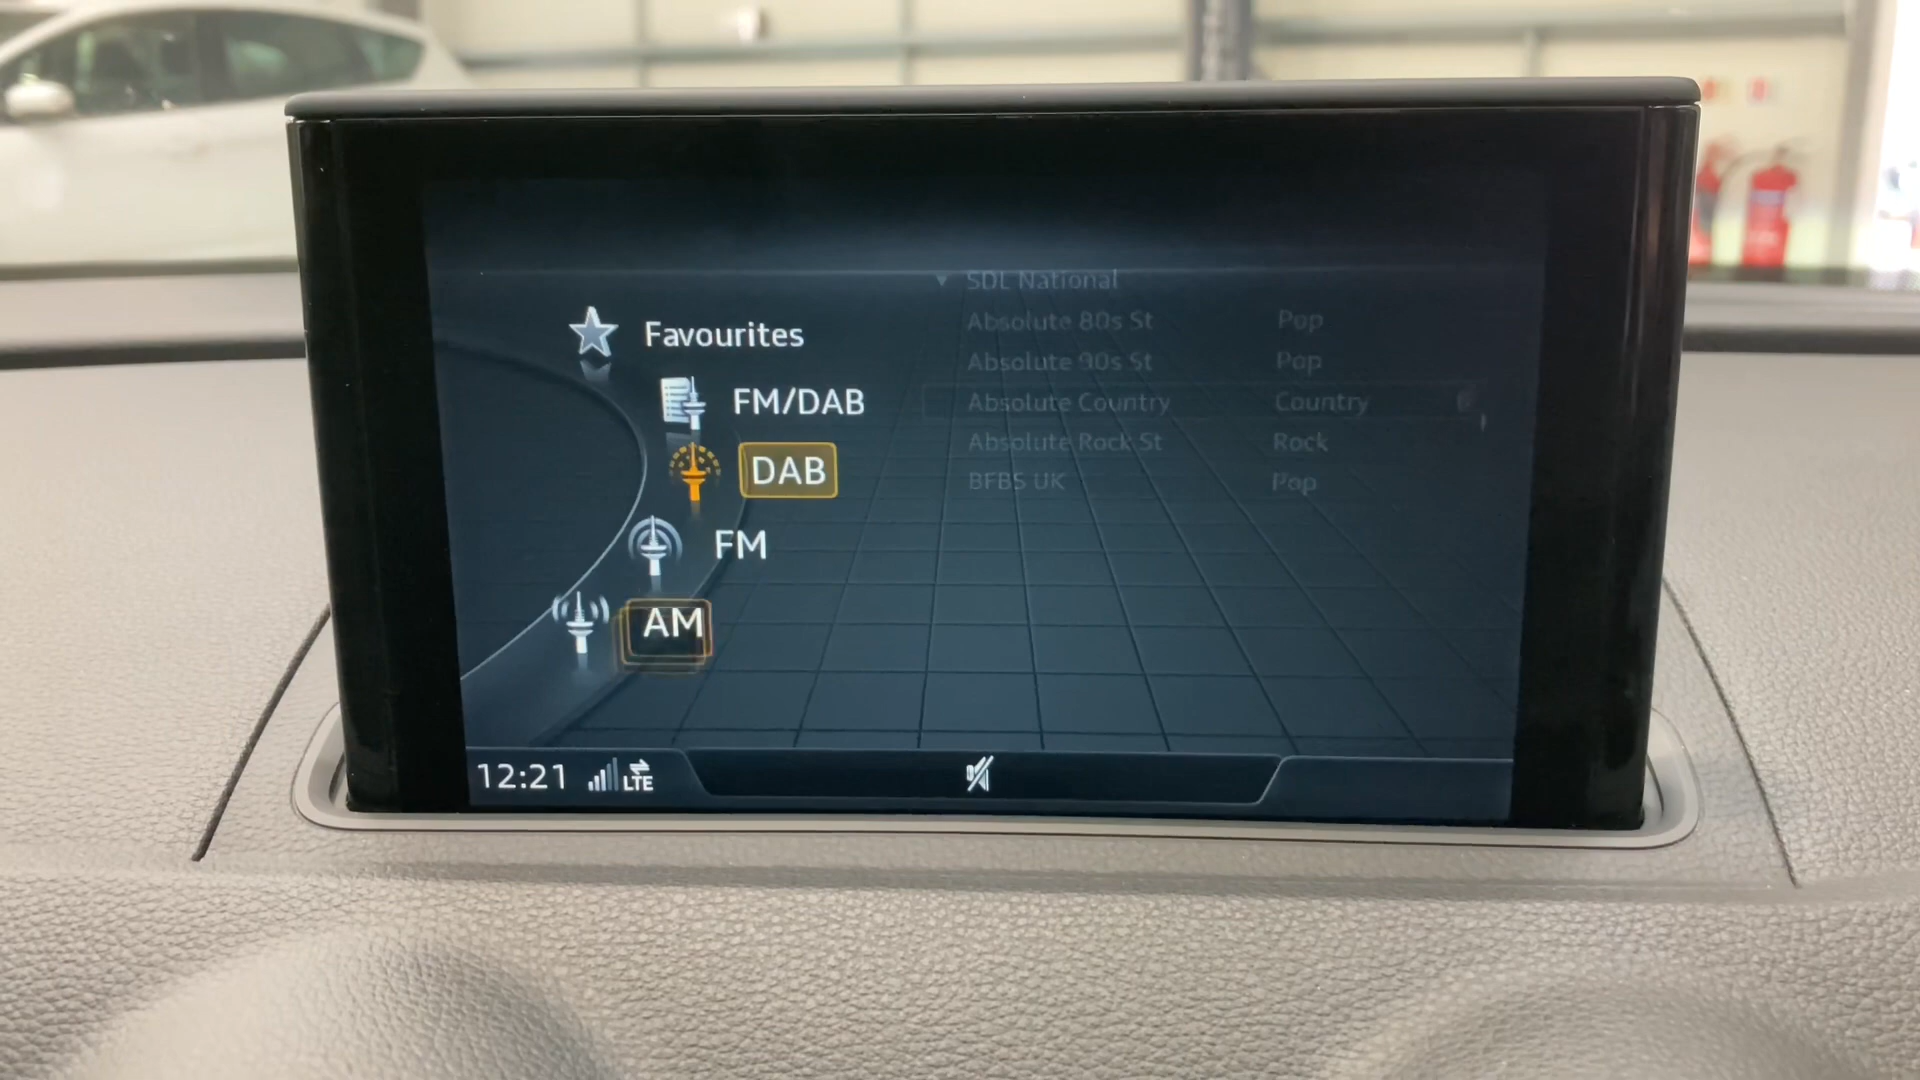 SDL National
Absolute 80s St Pop
Favourites
Absolute 90s St Pop
FM/DAB
Absolute Country Country
Absolute Rock St Rock
DAB
BFBS UK Pop
FM
AM
12:21 LTE